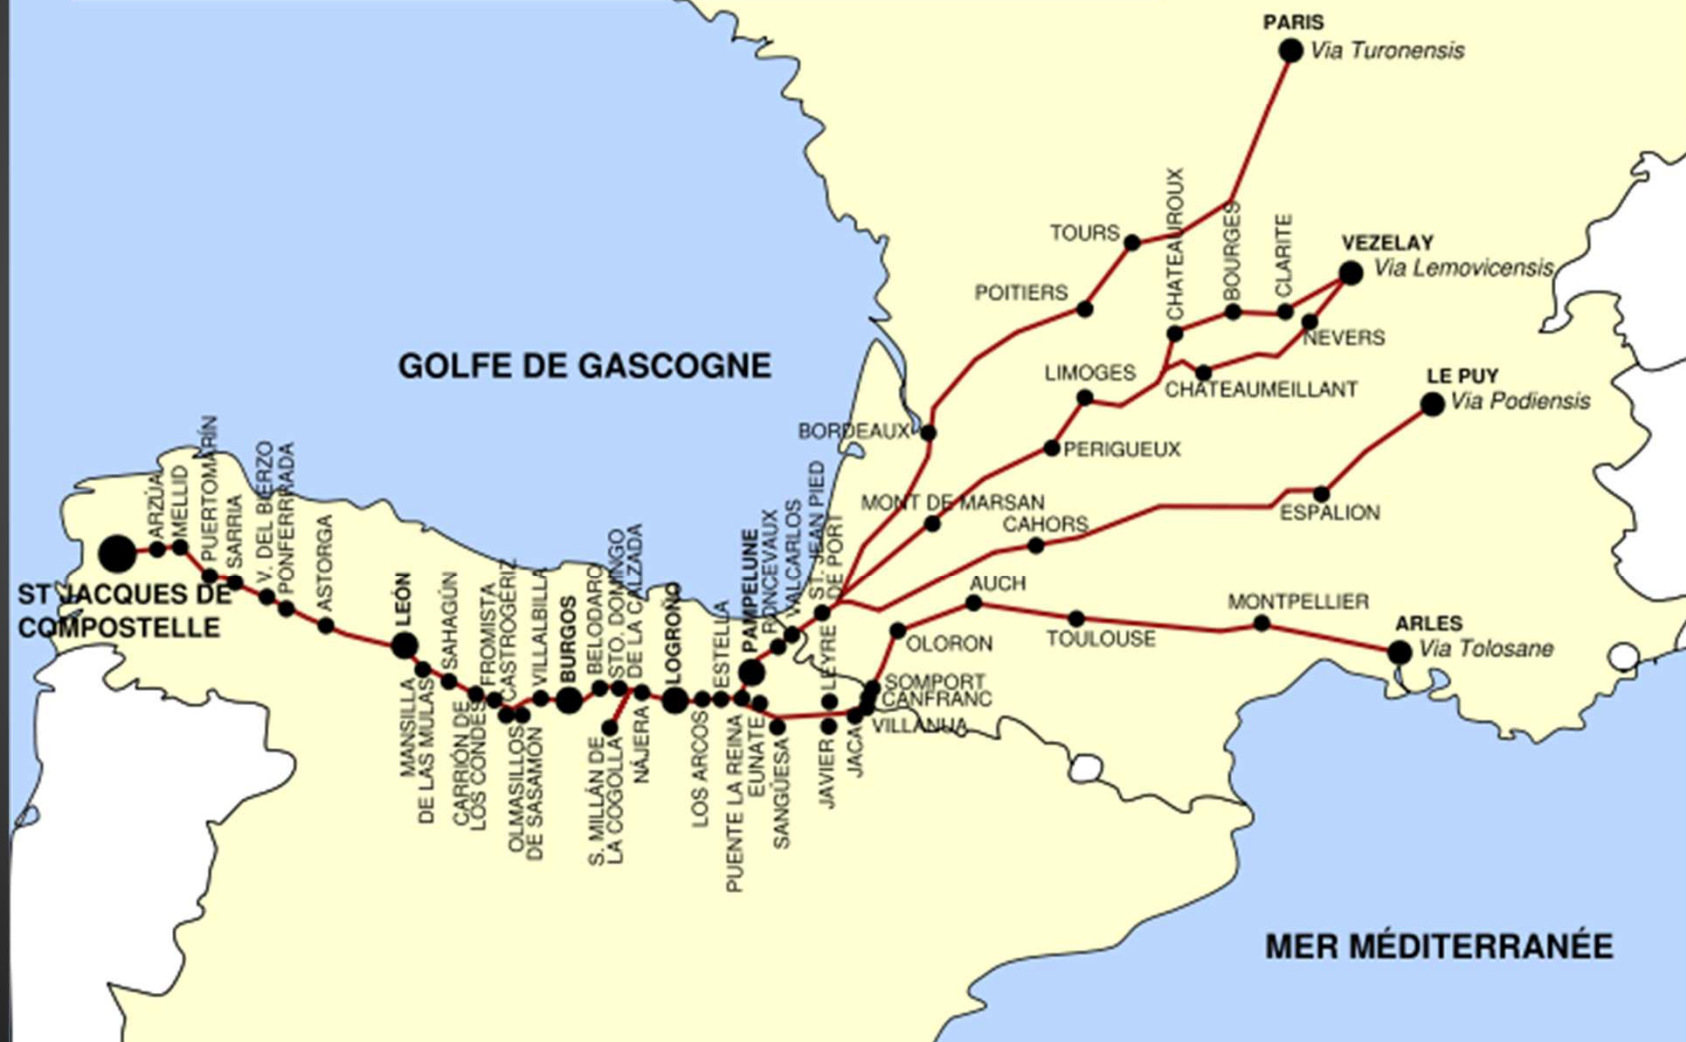 PARIS
Via Turonensis
TOURS
CHATEAUROUX
BOURGES
CLARITE
VEZELAY
Via Lemovicensis
POITIERS
NEVERS
LIMOGES
CHATEAUMEILLANT
LE PUY
Via Podiensis
GOLFE DE GASCOGNE
BORDEAUX
PERIGUEUX
MONT DE MARSAN
CAHORS
ESPALION
AUCH
MONTPELLIER
ARLES
Via Tolosane
OLORON
TOULOUSE
SOMPORT
CANFRANC
VILLANUA
ST JACQUES DE
COMPOSTELLE
ARZÚA
MELLID
PUERTOMARÍN
SARRIA
V. DEL BIERZO
PONFERRRADA
ASTORGA
LEÓN
MANSILLA
DE LAS MULAS
SAHAGÚN
CARRIÓN DE
LOS CONDES
FROMISTA
CASTROGÉRIZ
OLMASILLOS
DE SASAMÓN
VILLALBILLA
BURGOS
BELODARO
S. MILLÁN DE
LA COGOLLA
STO. DOMINGO
DE LA CALZADA
NÁJERA
LOGROÑO
LOS ARCOS
ESTELLA
PUENTE LA REINA
EUNATE
PAMPELUNE
RONCEVAUX
VALCARLOS
ST. JEAN PIED
DE PORT
SANGÜESA
LEYRE
JAVIER
JACA
MER MÉDITERRANÉE